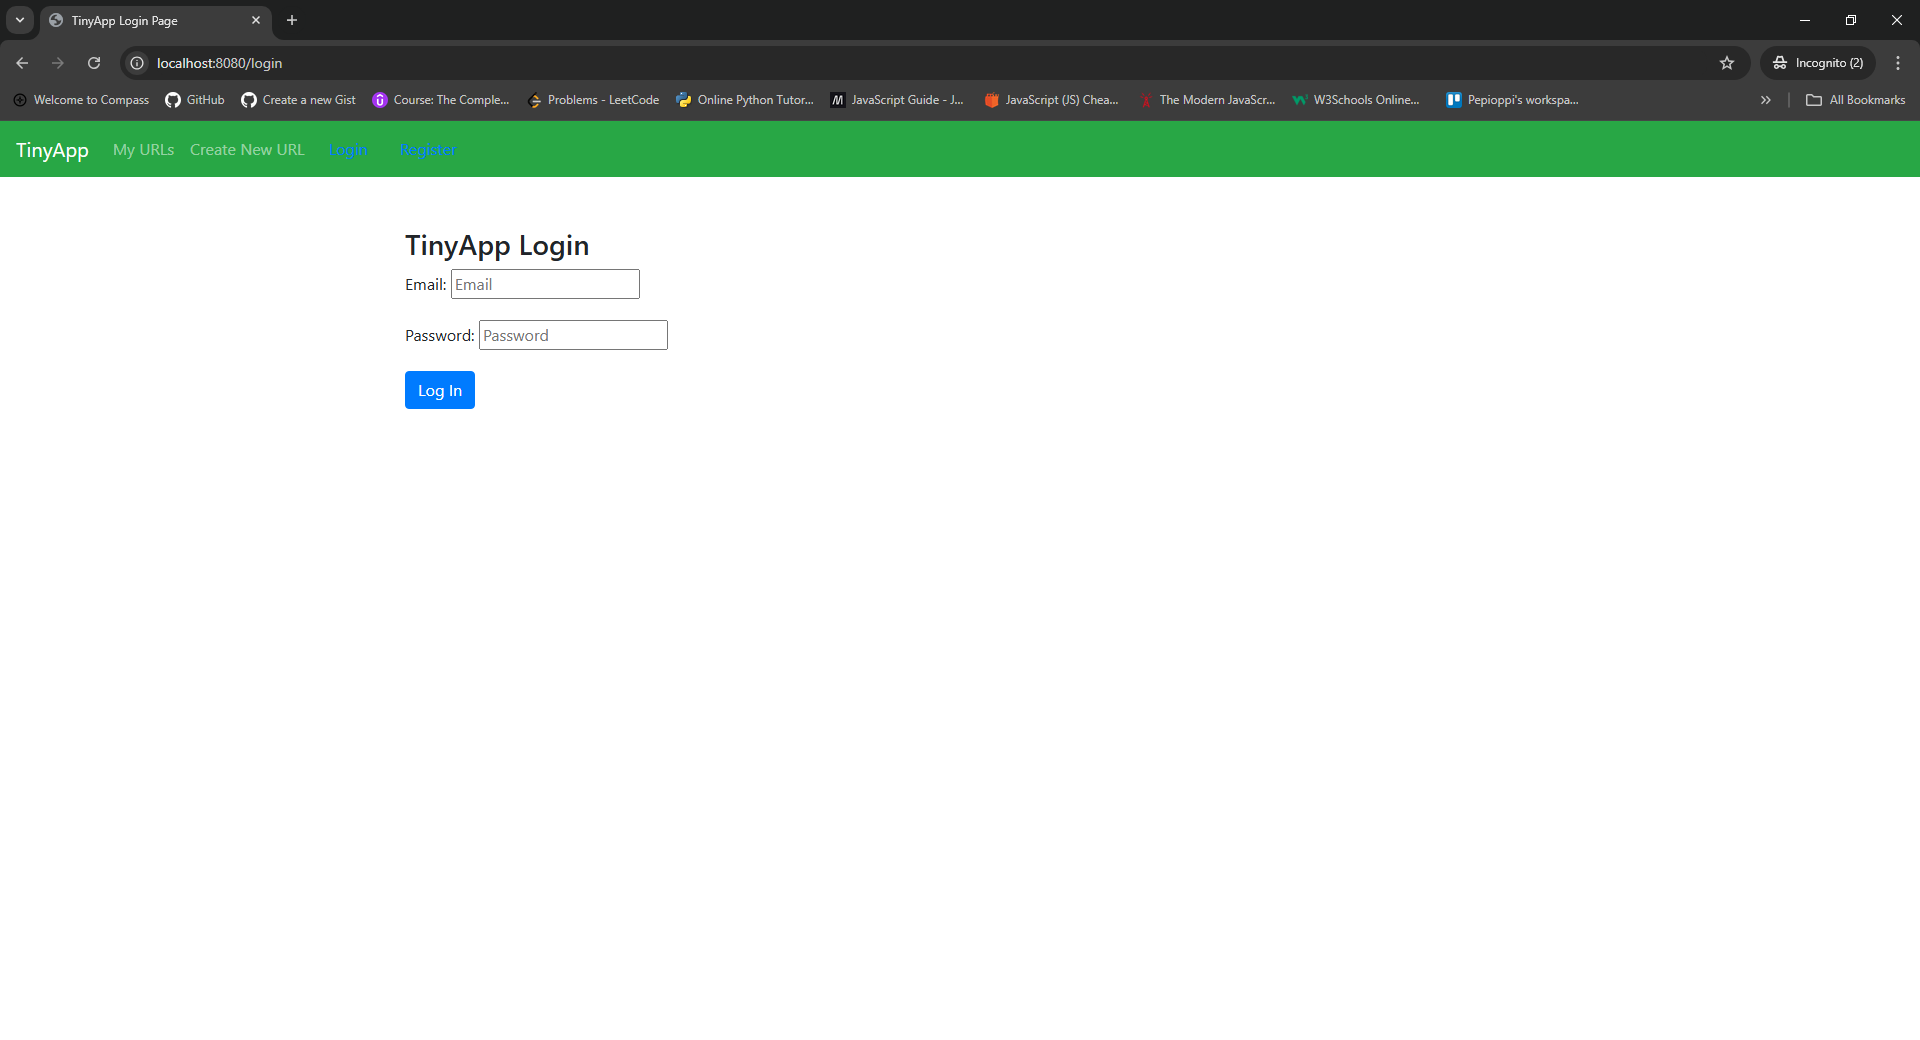 TinyApp Login Page
localhost:8080/login
Incognito (2)
Welcome to Compass
GitHub
Create a new Gist
Course: The Comple...
Problems - LeetCode
Online Python Tutor...
JavaScript Guide - J...
JavaScript (JS) Chea...
The Modern JavaScr...
W3Schools Online...
Pepioppi's workspa...
All Bookmarks
TinyApp
My URLs
Create New URL
Login
Register
TinyApp Login
Email: Email
Password: Password
Log In